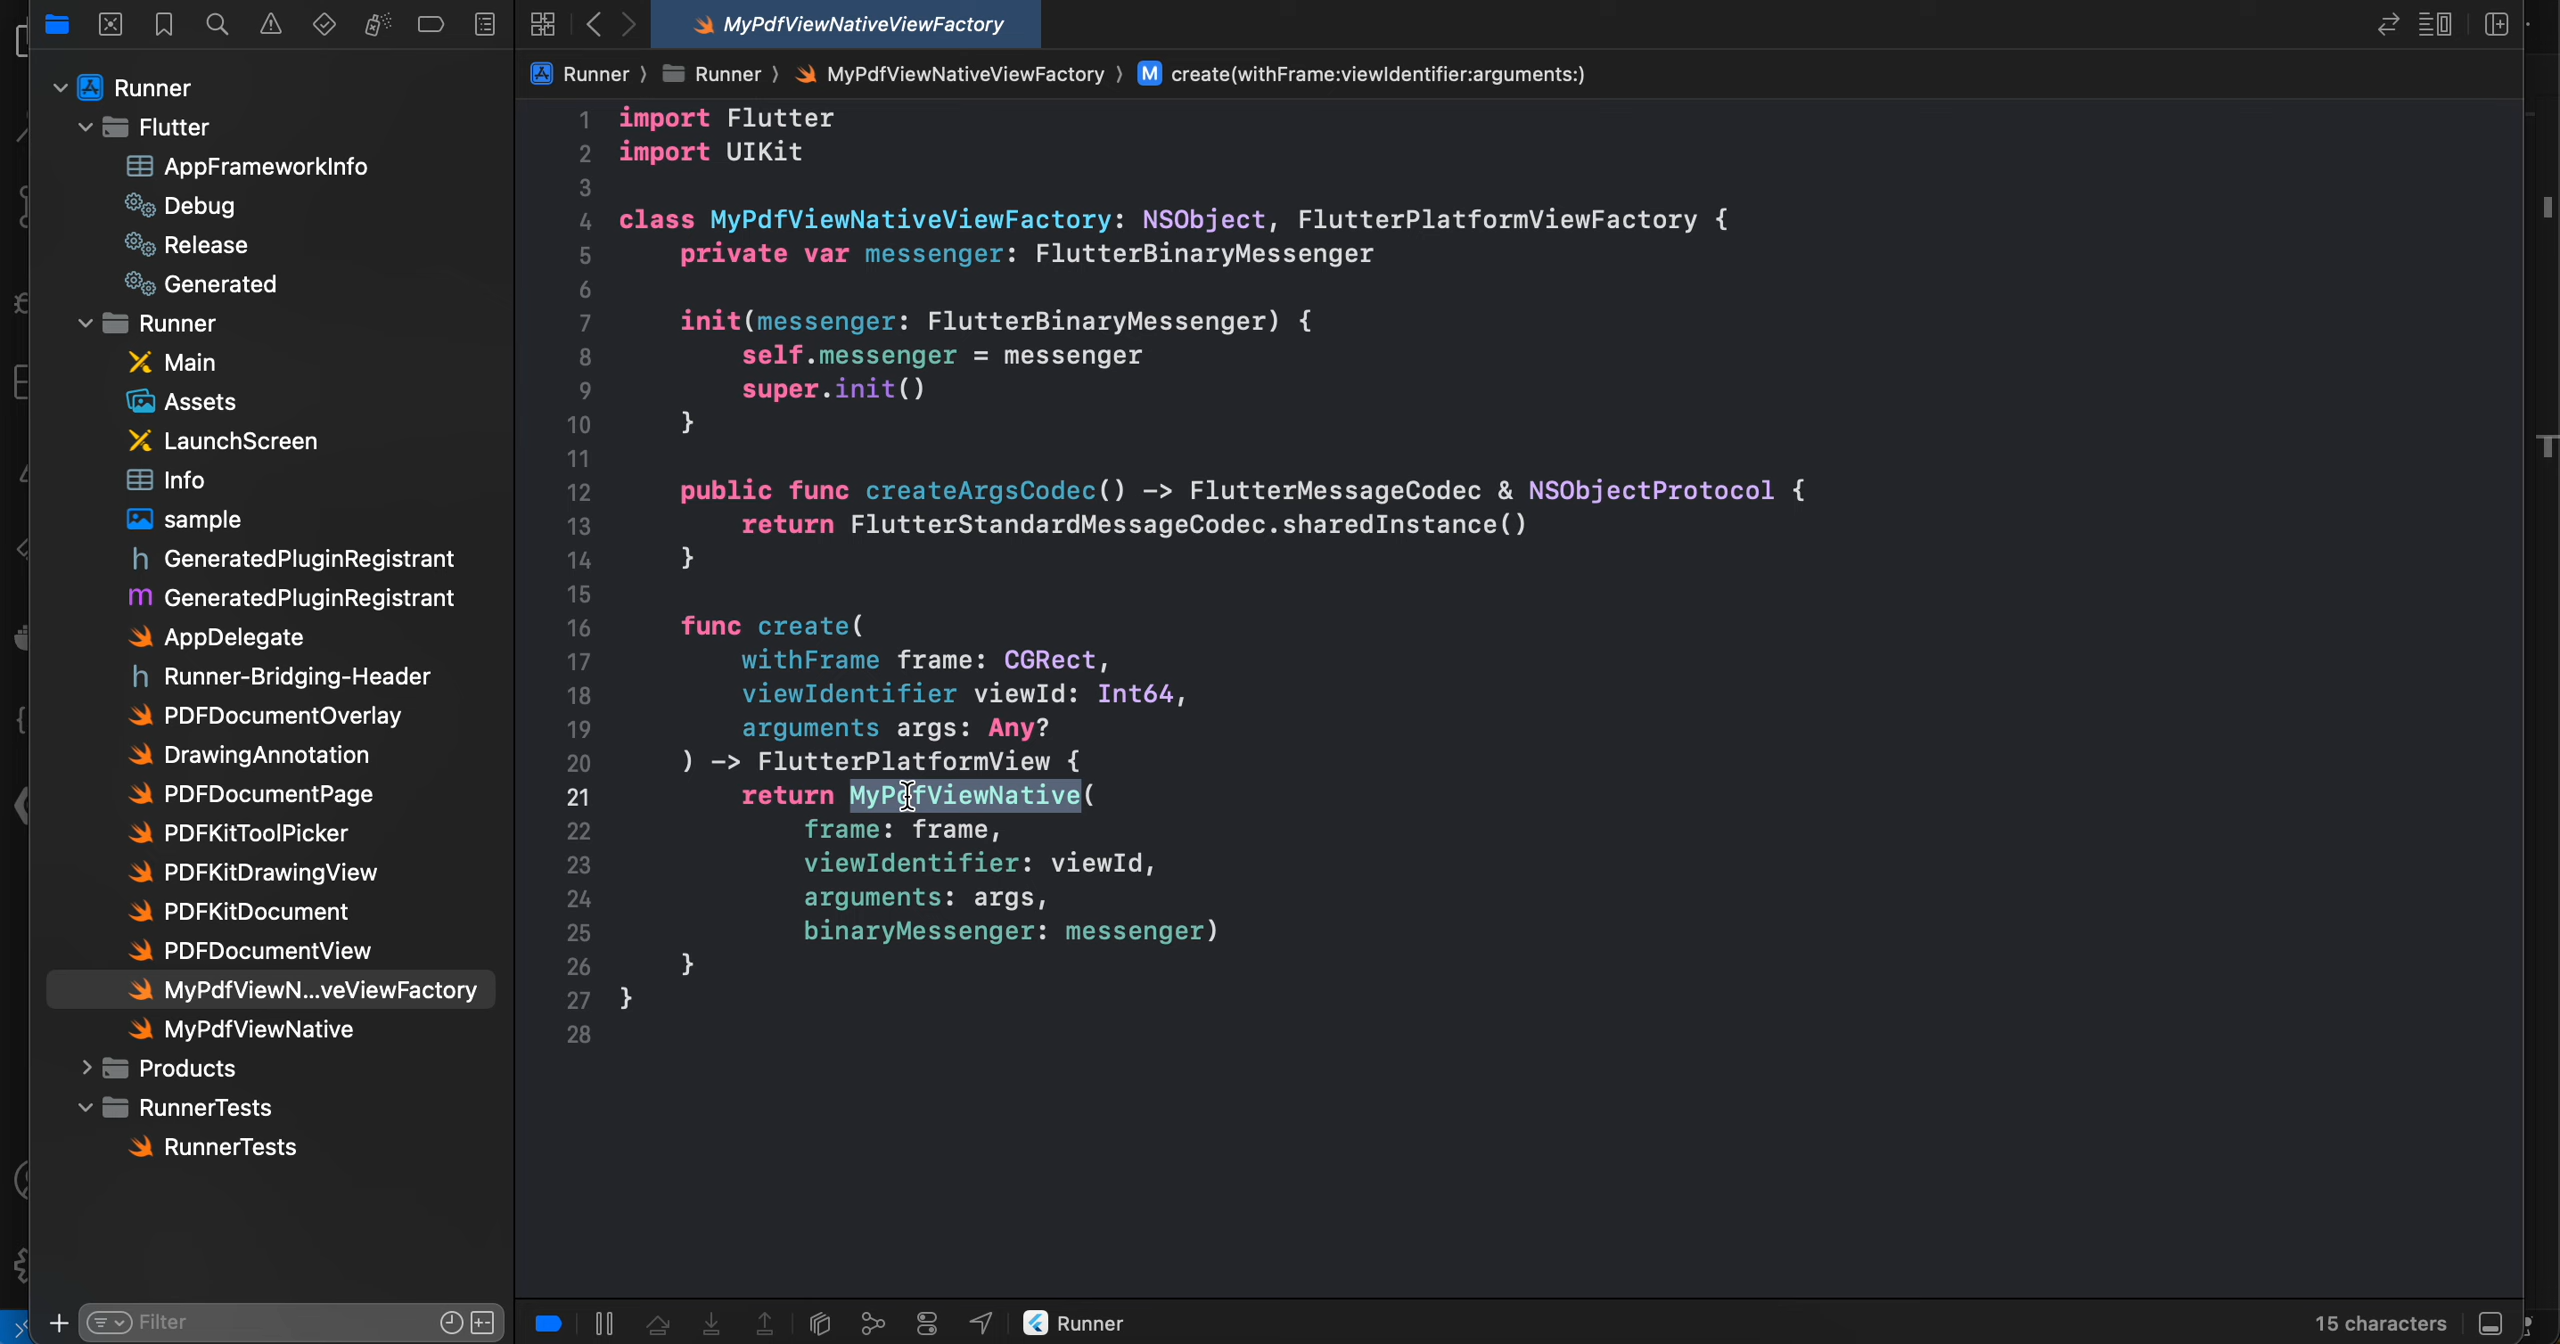 MyPdfViewNativeViewFactory
Runner
Runner
MyPdfViewNativeViewFactory
M
create(withFrame:viewIdentifier:arguments:)
Runner
Flutter
AppFrameworkInfo
Debug
Release
Generated
Runner
Main
Assets
LaunchScreen
Info
sample
h GeneratedPluginRegistrant
m GeneratedPluginRegistrant
AppDelegate
h Runner-Bridging-Header
PDFDocumentOverlay
DrawingAnnotation
PDFDocumentPage
PDFKitToolPicker
PDFKitDrawingView
PDFKitDocument
PDFDocumentView
MyPdfViewN...veViewFactory
MyPdfViewNative
Products
RunnerTests
RunnerTests
Filter
1 import Flutter
2 import UIKit
3
4 class MyPdfViewNativeViewFactory: NSObject, FlutterPlatformViewFactory {
5 private var messenger: FlutterBinaryMessenger
6
7 init(messenger: FlutterBinaryMessenger) {
8 self.messenger = messenger
9 super.init()
10 }
11
12 public func createArgsCodec() -> FlutterMessageCodec & NSObjectProtocol {
13 return FlutterStandardMessageCodec.sharedInstance()
14 }
15
16 func create(
17 withFrame frame: CGRect,
18 viewIdentifier viewId: Int64,
19 arguments args: Any?
20 ) -> FlutterPlatformView {
21 return MyPdfViewNative(
22 frame: frame,
23 viewIdentifier: viewId,
24 arguments: args,
25 binaryMessenger: messenger)
26 }
27 }
28
Runner
15 characters